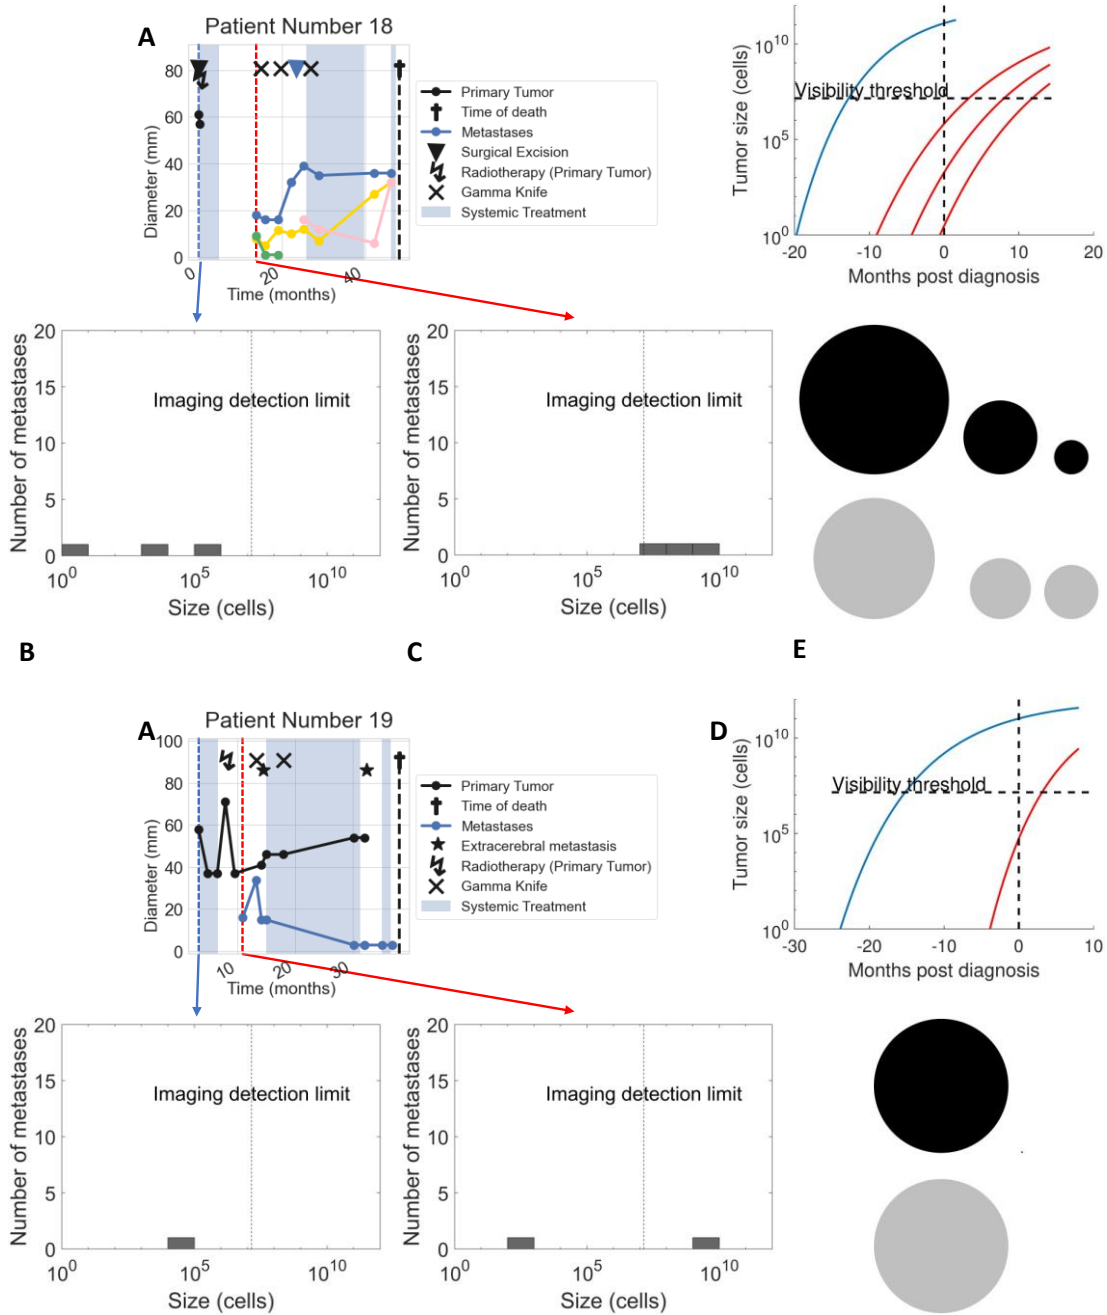 A
Patient Number 18
Diameter (mm)
80
60
40
20
0
0
20
40
Time (months)
Primary Tumor
Time of death
Metastases
Surgical Excision
Radiotherapy (Primary Tumor)
Gamma Knife
Systemic Treatment
Tumor size (cells)
10^10
10^5
10^0
Visibility threshold
-20
-10
0
10
20
Months post diagnosis
Number of metastases
20
15
10
5
0
Imaging detection limit
10^0
10^5
10^10
Size (cells)
Number of metastases
20
15
10
5
0
Imaging detection limit
10^0
10^5
10^10
Size (cells)
B
C
E
A
Patient Number 19
Diameter (mm)
100
80
60
40
20
0
10
20
30
Time (months)
Primary Tumor
Time of death
Metastases
Extracerebral metastasis
Radiotherapy (Primary Tumor)
Gamma Knife
Systemic Treatment
D
Tumor size (cells)
10^10
10^5
10^0
Visibility threshold
-30
-20
-10
0
10
Months post diagnosis
Number of metastases
20
15
10
5
0
Imaging detection limit
10^0
10^5
10^10
Size (cells)
Number of metastases
20
15
10
5
0
Imaging detection limit
10^0
10^5
10^10
Size (cells)